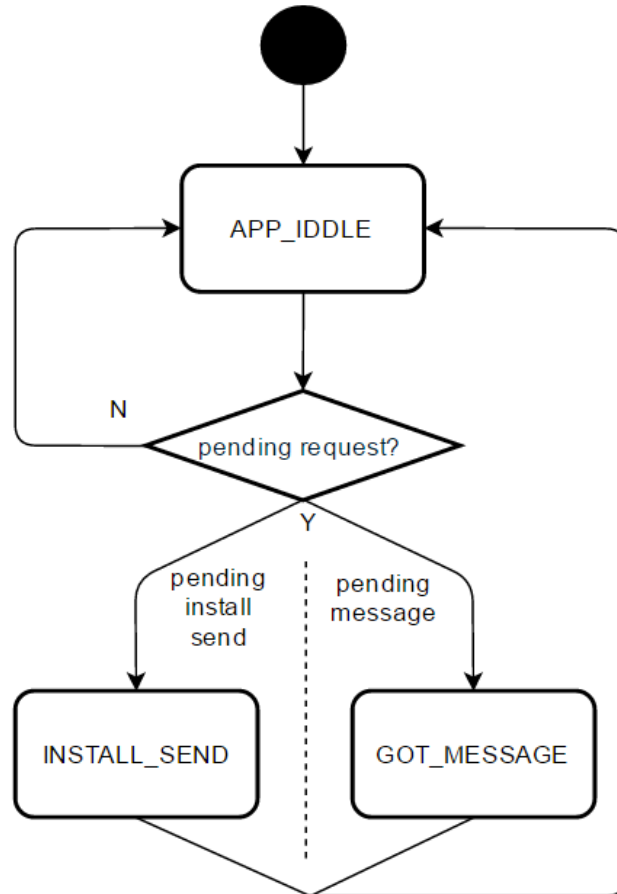 APP_IDDLE
N
pending request?
Y
pending
install
send
pending
message
INSTALL_SEND
GOT_MESSAGE